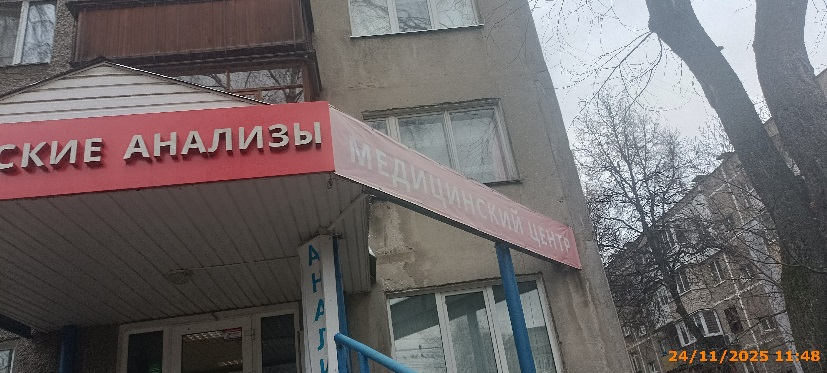 СКИЕ АНАЛИЗЫ
МЕДИЦИНСКИЙ ЦЕНТР
АНАЛИ
24/11/2025 11:48